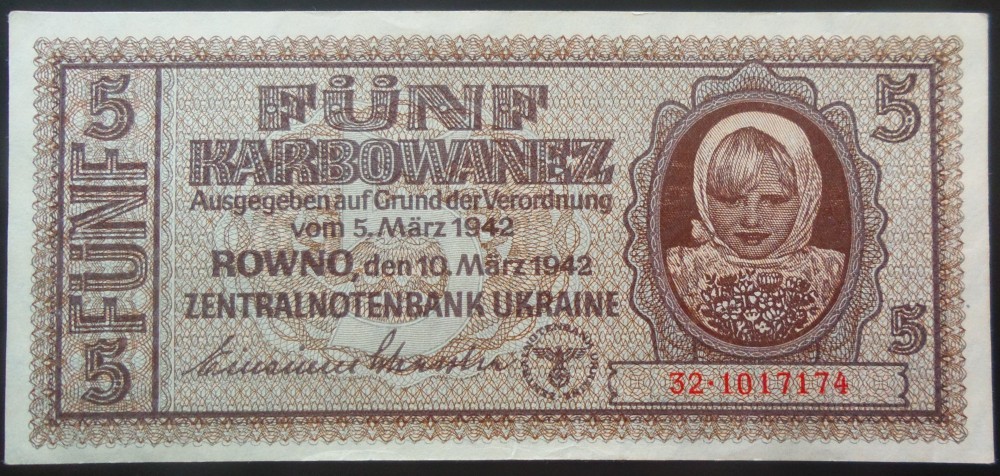 5 FÜNF 5
FÜNF
KARBOWANEZ
Ausgegeben auf Grund der Verordnung
vom 5. März 1942
ROWNO, den 10. März 1942
ZENTRALNOTENBANK UKRAINE
5
5
32·1017174